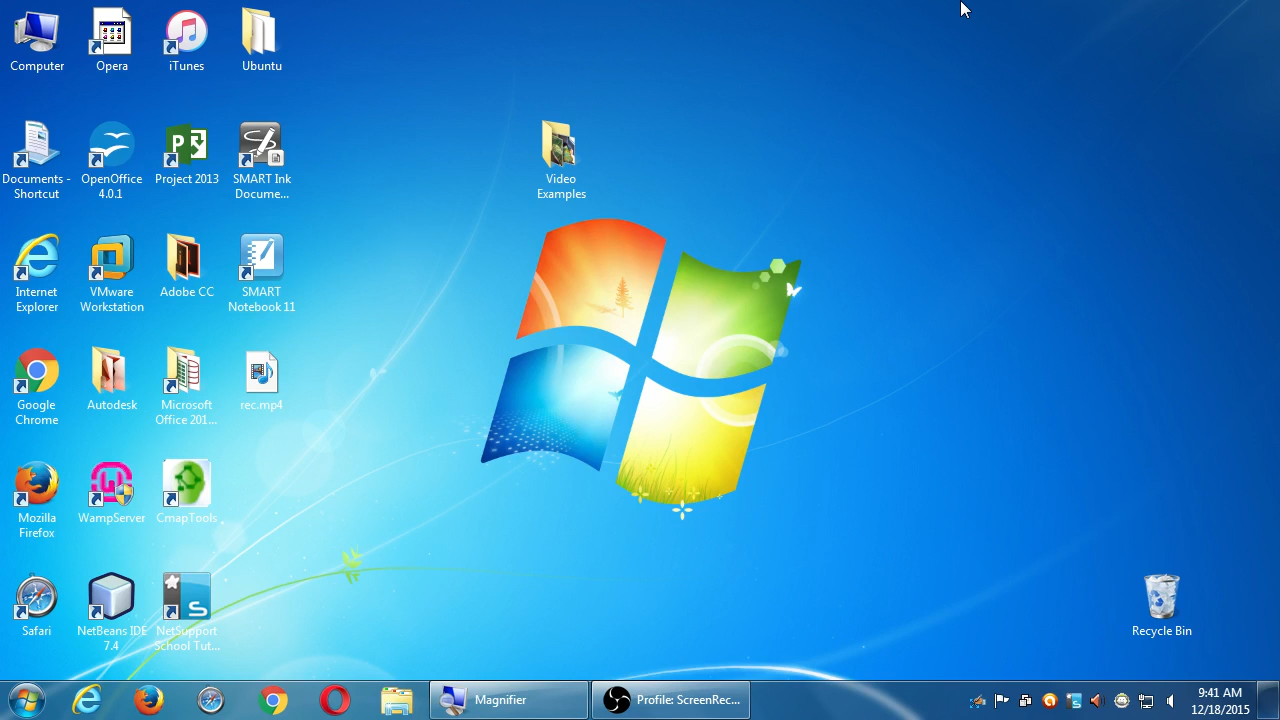 Computer
Opera
iTunes
Ubuntu
Documents -
Shortcut
OpenOffice
4.0.1
Project 2013
SMART Ink
Docume...
Video
Examples
Internet
Explorer
VMware
Workstation
Adobe CC
SMART
Notebook 11
Google
Chrome
Autodesk
Microsoft
Office 201...
rec.mp4
Mozilla
Firefox
WampServer
CmapTools
Safari
NetBeans IDE
7.4
NetSupport
School Tut...
Recycle Bin
Magnifier
Profile: ScreenRec...
9:41 AM
12/18/2015